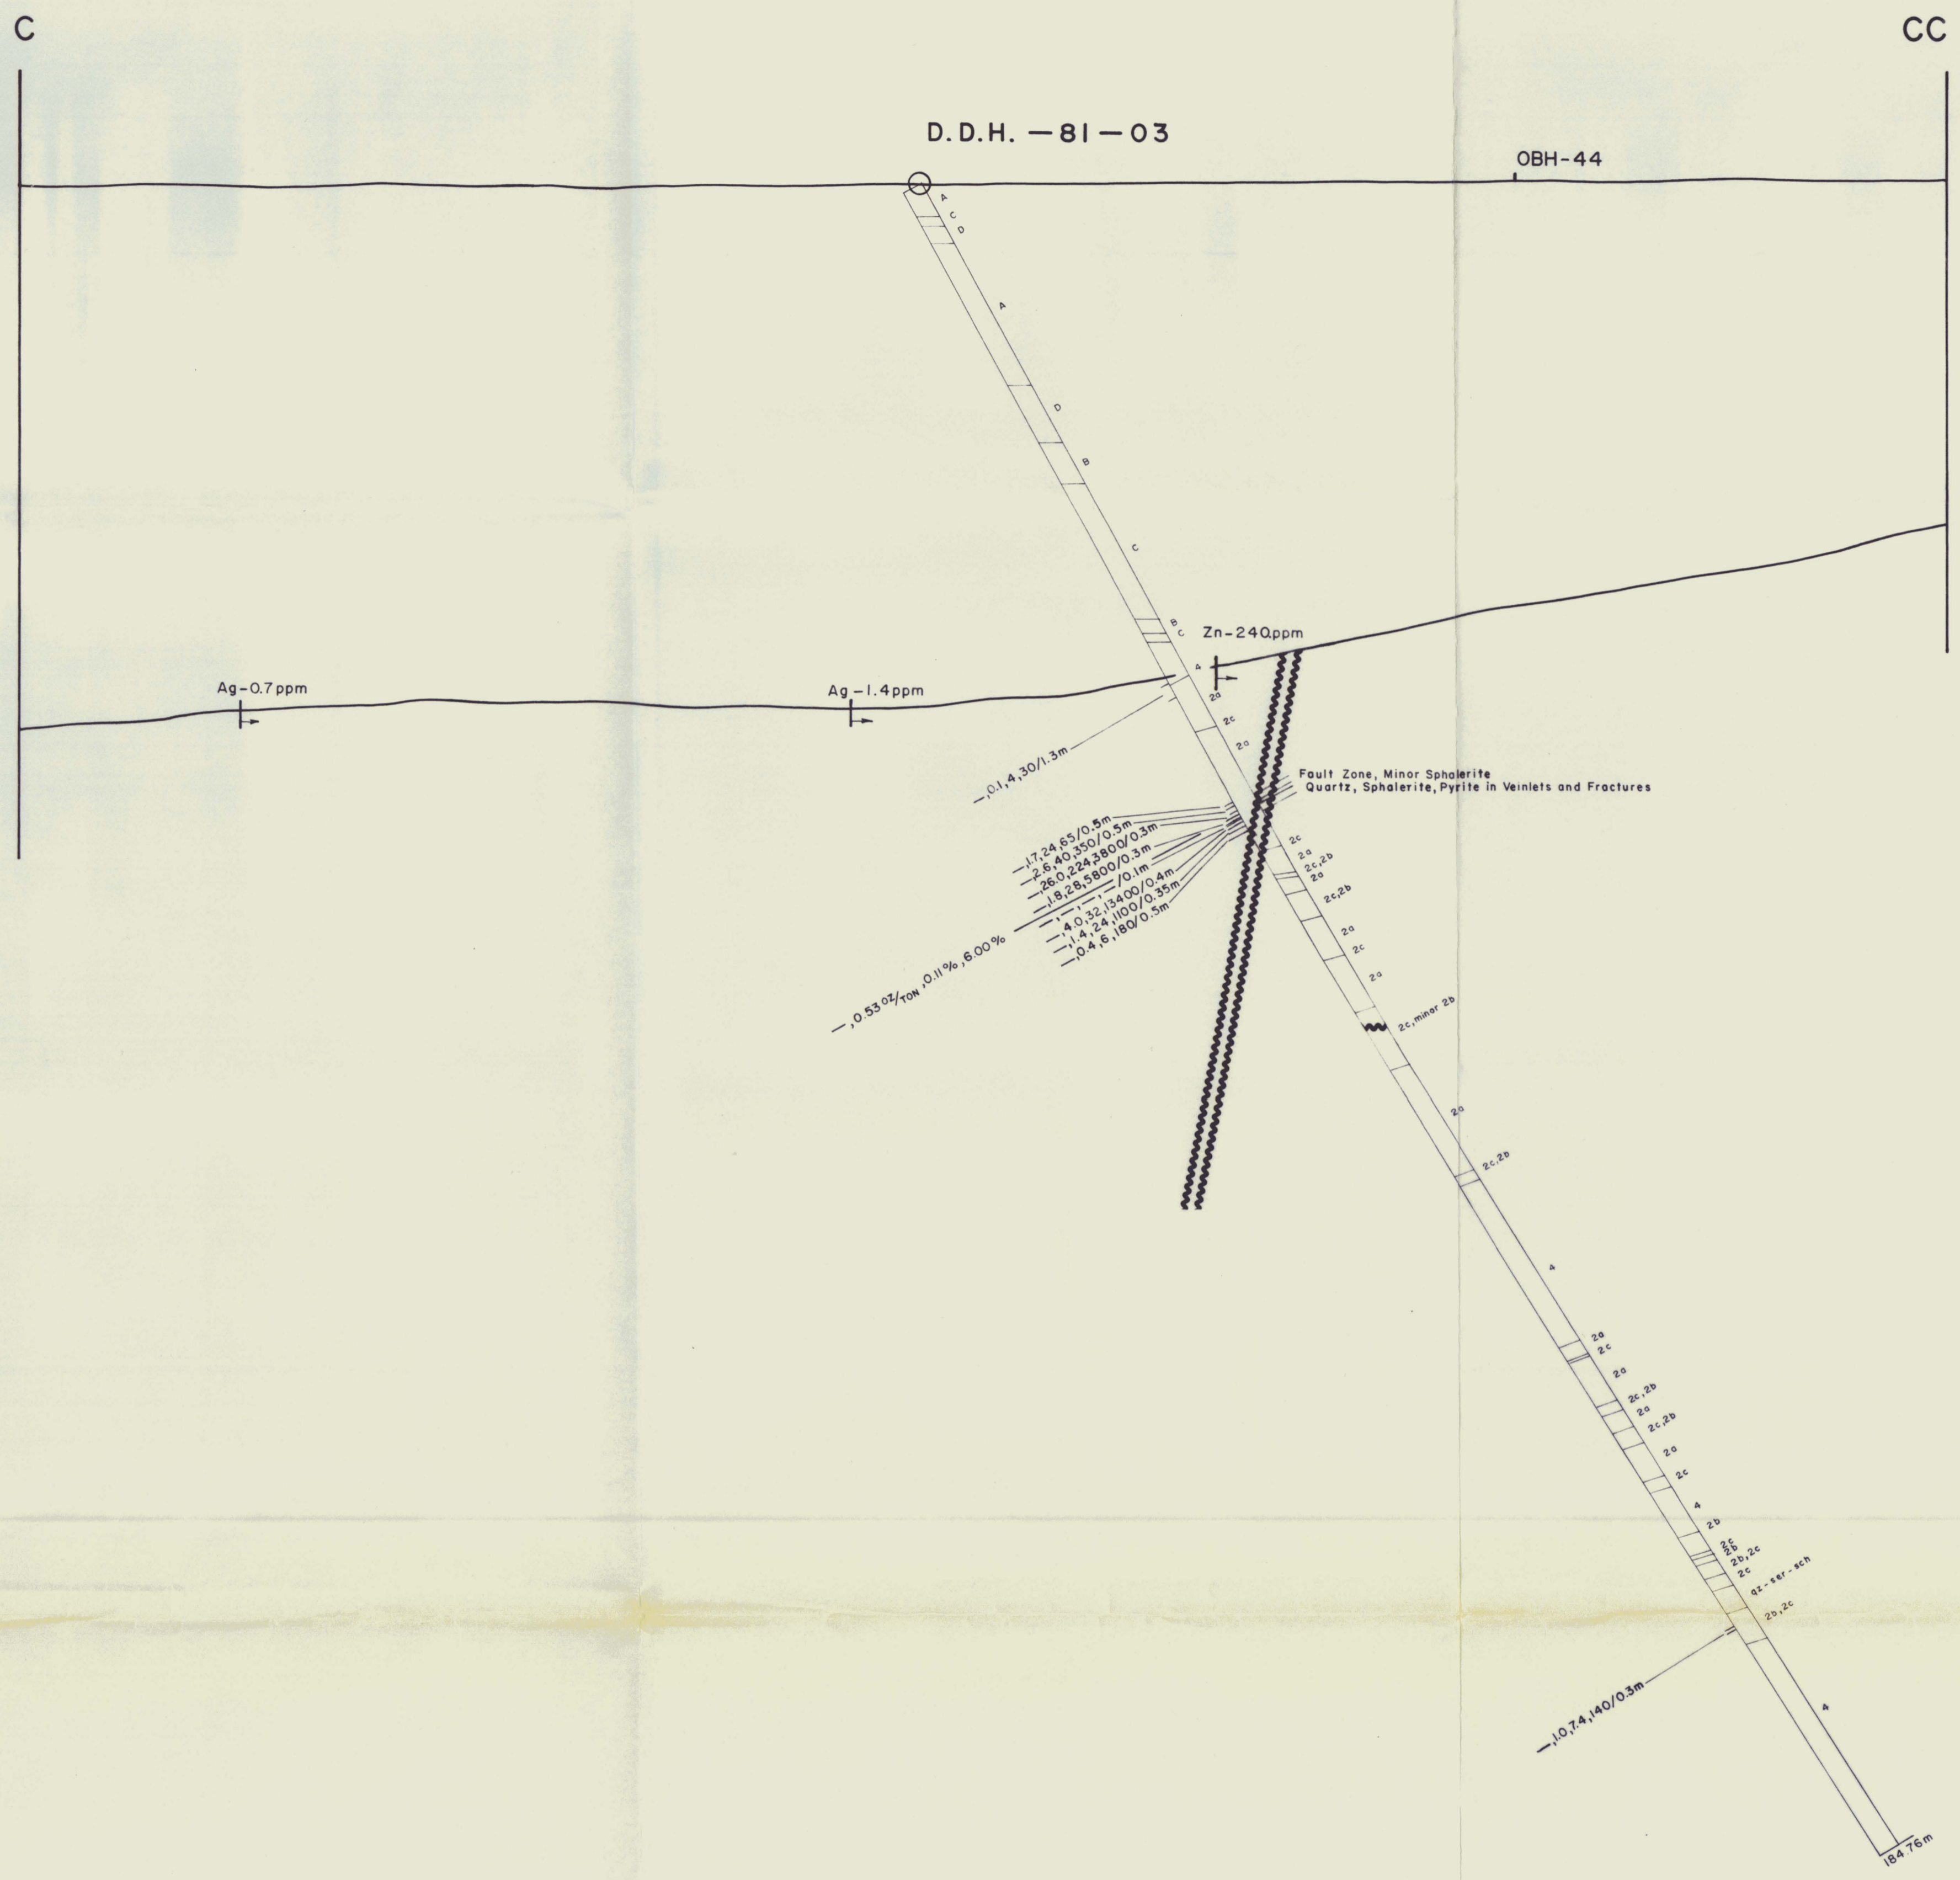 C
CC
D.D.H. —81—03
OBH-44
A
C
D
A
D
B
C
B
C
Zn-240ppm
4
Ag-0.7ppm
Ag-1.4ppm
2a
2c
2a
—,0.1,4,30/1.3m
Fault Zone, Minor Sphalerite
Quartz, Sphalerite, Pyrite in Veinlets and Fractures
—,1.7,24,65/0.5m
—,2.6,40,350/0.5m
—,26.0,224,3800/0.3m
—,1.8,28,5800/0.3m
—,—,—,—/0.1m
—,4.0,32,13400/0.4m
—,1.4,24,1100/0.35m
—,0.4,6,180/0.5m
—,0.53 OZ/TON,0.11%,6.00%
2c
2a
2c,2b
2a
2c,2b
2a
2c
2a
2c,minor 2b
2a
2c,2b
4
2a
2c
2a
2c,2b
2a
2c,2b
2a
2c
4
2b
2c
2b
2b,2c
2c
qz-ser-sch
2b,2c
—,1.0,74,140/0.3m
4
184.76m